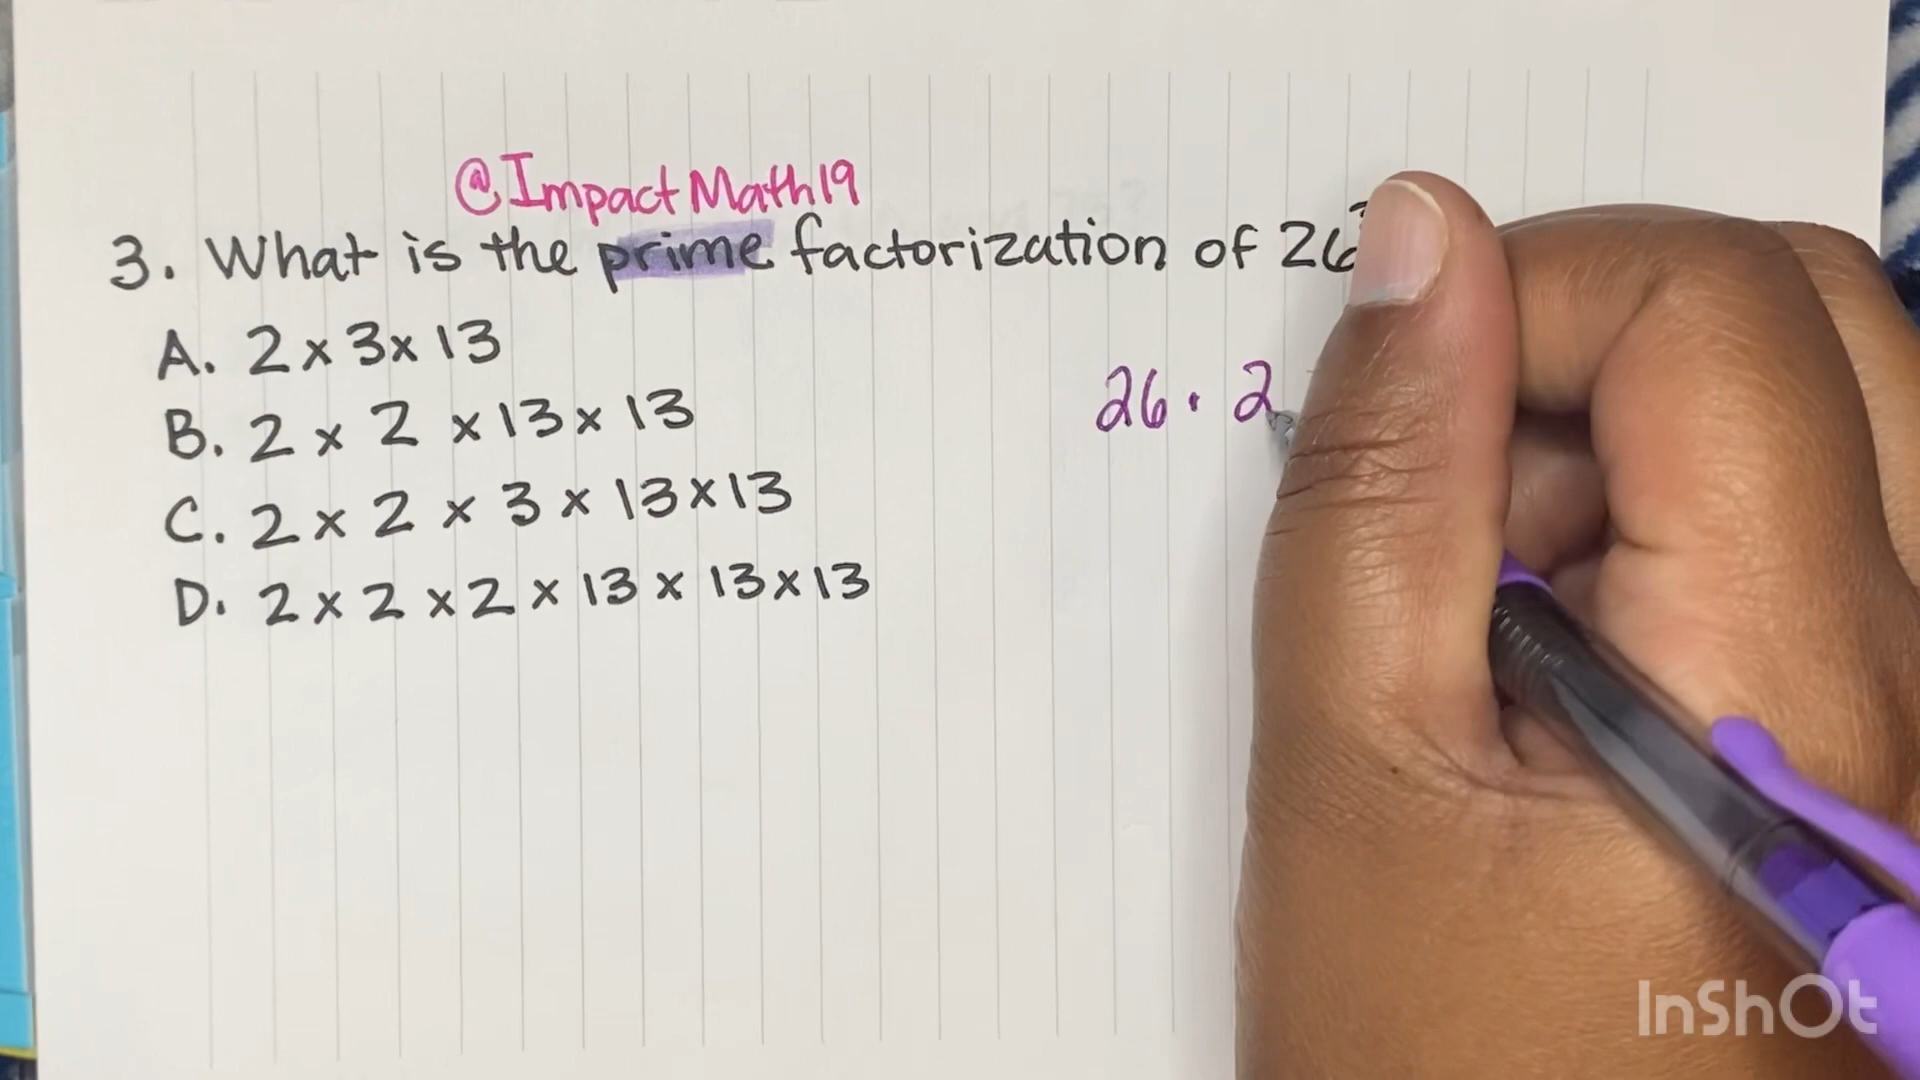 @ImpactMath19
3. What is the prime factorization of 26
A. 2 x 3 x 13
B. 2 x 2 x 13 x 13
C. 2 x 2 x 3 x 13 x 13
D. 2 x 2 x 2 x 13 x 13 x 13
26 · 2
InShOt